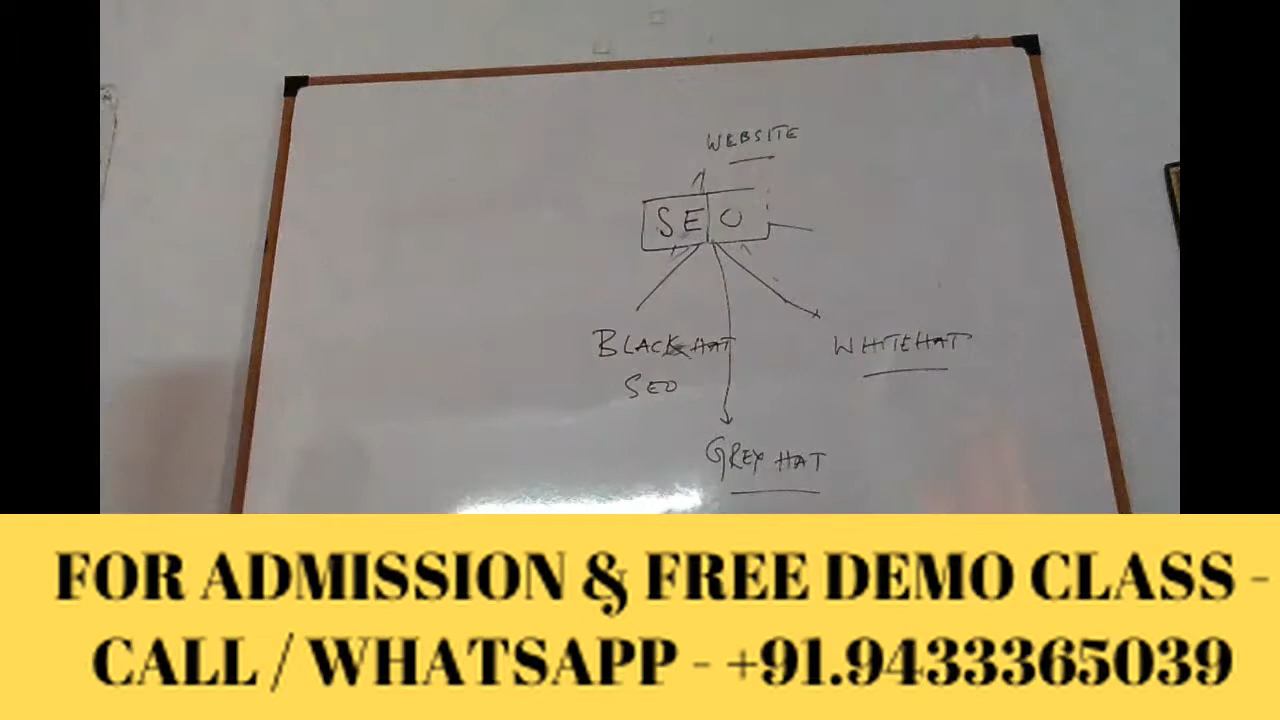 WEBSITE
SEO
BLACKHAT
SEO
WHITEHAT
GREY HAT
FOR ADMISSION & FREE DEMO CLASS -
CALL / WHATSAPP - +91.9433365039